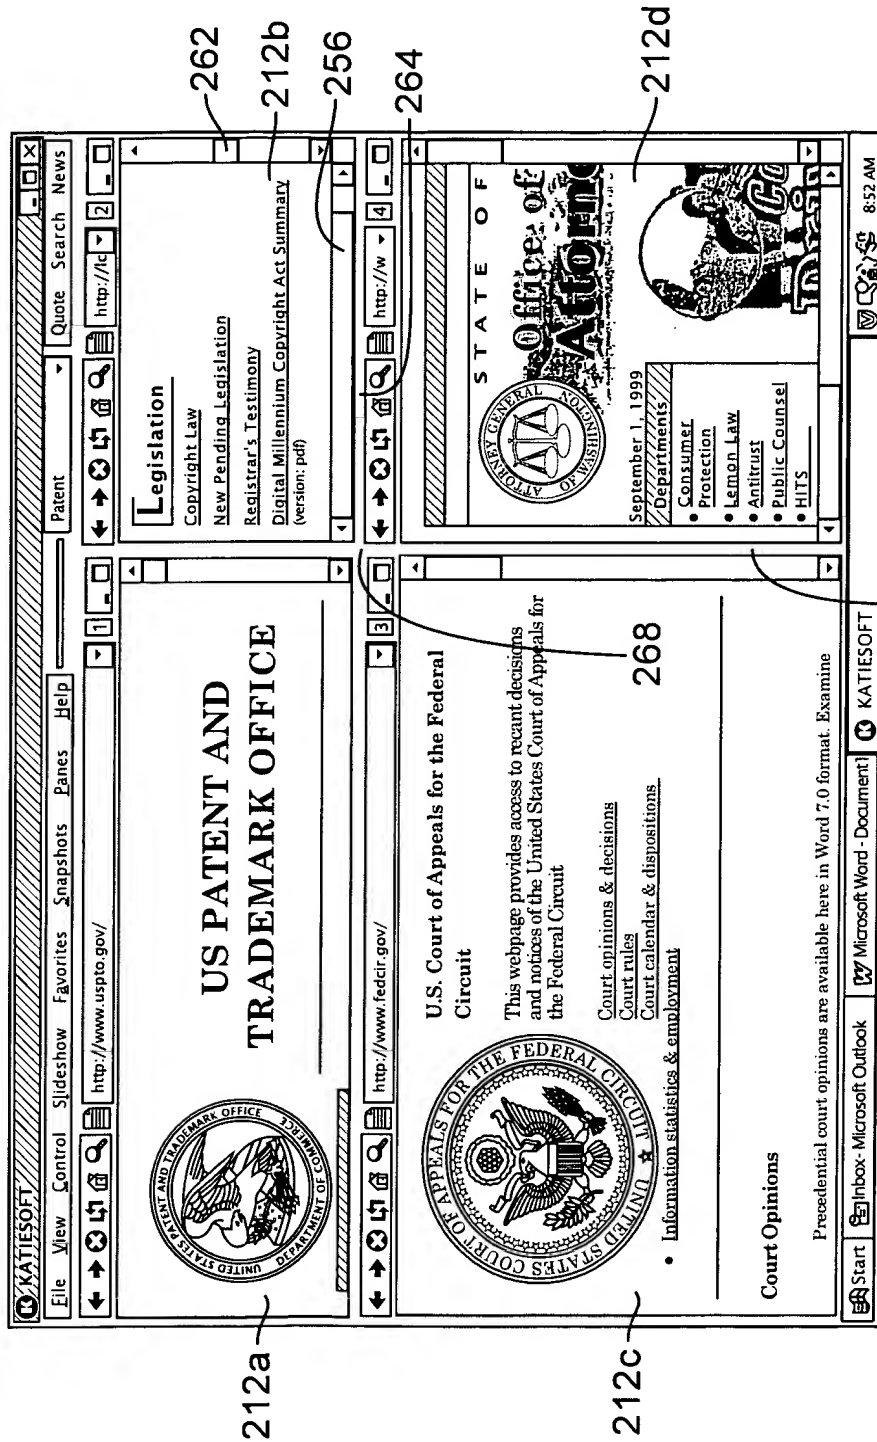 KATIESOFT
File View Control Slideshow Favorites Snapshots Panes Help
Patent
Quote Search News
http://www.uspto.gov/
1
UNITED STATES PATENT AND TRADEMARK OFFICE
DEPARTMENT OF COMMERCE
US PATENT AND
TRADEMARK OFFICE
212a
http://lc
2
Legislation
Copyright Law
New Pending Legislation
Registrar's Testimony
Digital Millennium Copyright Act Summary
(version: pdf)
262
212b
256
264
http://www.fedcir.gov/
3
UNITED STATES COURT OF APPEALS FOR THE FEDERAL CIRCUIT
U.S. Court of Appeals for the Federal
Circuit
This webpage provides access to recant decisions
and notices of the United States Court of Appeals for
the Federal Circuit
Court opinions & decisions
Court rules
Court calendar & dispositions
• Information statistics & employment
Court Opinions
Precedential court opinions are available here in Word 7.0 format. Examine
212c
268
http://w
4
STATE OF
ATTORNEY GENERAL
OF WASHINGTON
Office of
Attorne
September 1, 1999
Departments
• Consumer
Protection
• Lemon Law
• Antitrust
• Public Counsel
• HITS
Co
212d
Start
Inbox - Microsoft Outlook
Microsoft Word - Document1
KATIESOFT
8:52 AM